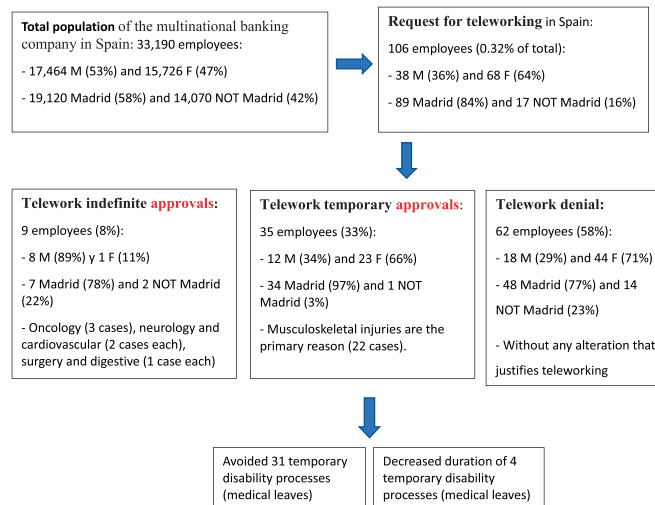 Total population of the multinational banking
company in Spain: 33,190 employees:
- 17,464 M (53%) and 15,726 F (47%)
- 19,120 Madrid (58%) and 14,070 NOT Madrid (42%)
Request for teleworking in Spain:
106 employees (0.32% of total):
- 38 M (36%) and 68 F (64%)
- 89 Madrid (84%) and 17 NOT Madrid (16%)
Telework indefinite approvals:
9 employees (8%):
- 8 M (89%) y 1 F (11%)
- 7 Madrid (78%) and 2 NOT Madrid
(22%)
- Oncology (3 cases), neurology and
cardiovascular (2 cases each),
surgery and digestive (1 case each)
Telework temporary approvals:
35 employees (33%):
- 12 M (34%) and 23 F (66%)
- 34 Madrid (97%) and 1 NOT
Madrid (3%)
- Musculoskeletal injuries are the
primary reason (22 cases).
Telework denial:
62 employees (58%):
- 18 M (29%) and 44 F (71%)
- 48 Madrid (77%) and 14
NOT Madrid (23%)
- Without any alteration that
justifies teleworking
Avoided 31 temporary
disability processes
(medical leaves)
Decreased duration of 4
temporary disability
processes (medical leaves)